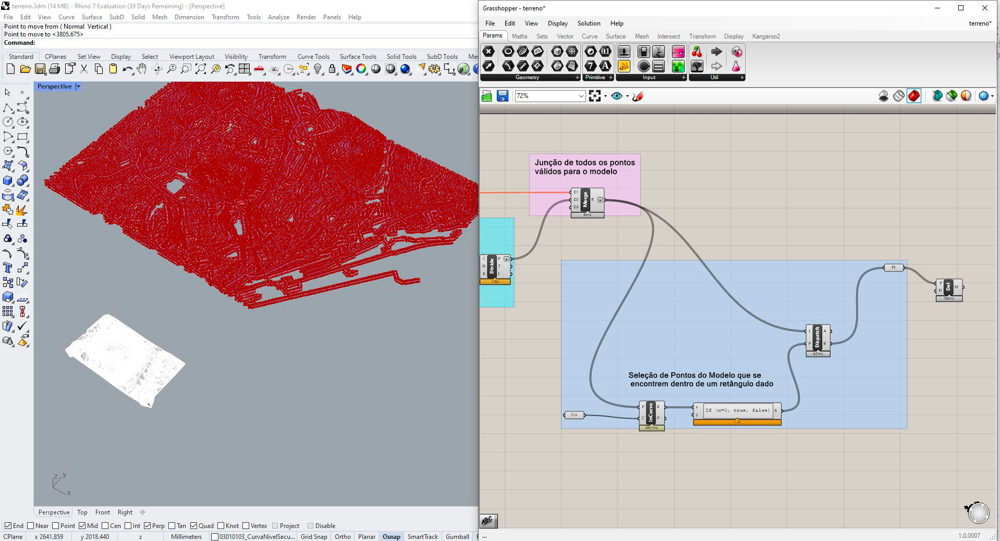 terreno.3dm (14 MB) - Rhino 7 Evaluation (39 Days Remaining) - [Perspective]
File Edit View Curve Surface SubD Solid Mesh Dimension Transform Tools Analyze Render Panels Help
Point to move from ( Normal Vertical )
Point to move to <3805.675>
Command:
Standard CPlanes Set View Display Select Viewport Layout Visibility Transform Curve Tools Surface Tools Solid Tools SubD Tools Mes
Perspective
z y
x
Perspective Top Front Right
End Near Point Mid Cen Int Perp Tan Quad Knot Vertex Project Disable
CPlane x 2641.859 y 2018.440 z Millimeters 03010103_CurvaNivelSecu... Grid Snap Ortho Planar Osnap SmartTrack Gumball F
Grasshopper - terreno*
File Edit View Display Solution Help terreno*
Params Maths Sets Vector Curve Surface Mesh Intersect Transform Display Kangaroo2
Geometry Primitive Input Util
72%
Junção de todos os pontos
válidos para o modelo
D1
D2
D3
Merge
R
6ms
C
N
K
Divide
P
T
t
1.6s
Pt
P
Pl
Del
M
56ms
L
P
Dispatch
A
B
42ms
Seleção de Pontos do Modelo que se
encontrem dentro de um retângulo dado
Crv
P
C
InCurve
R
P'
687ms
x
y
If (x=0, true, false)
R
1.7s
ABC
... 1.0.0007